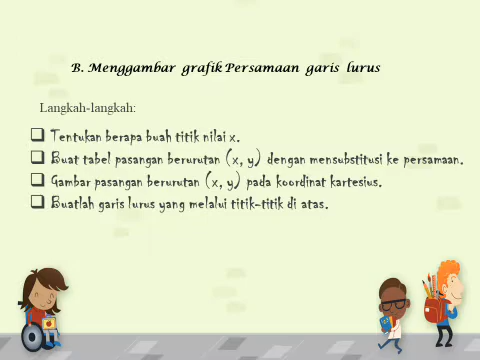 B. Menggambar grafik Persamaan garis lurus
Langkah-langkah:
❑ Tentukan berapa buah titik nilai x.
❑ Buat tabel pasangan berurutan (x, y) dengan mensubstitusi ke persamaan.
❑ Gambar pasangan berurutan (x, y) pada koordinat kartesius.
❑ Buatlah garis lurus yang melalui titik-titik di atas.